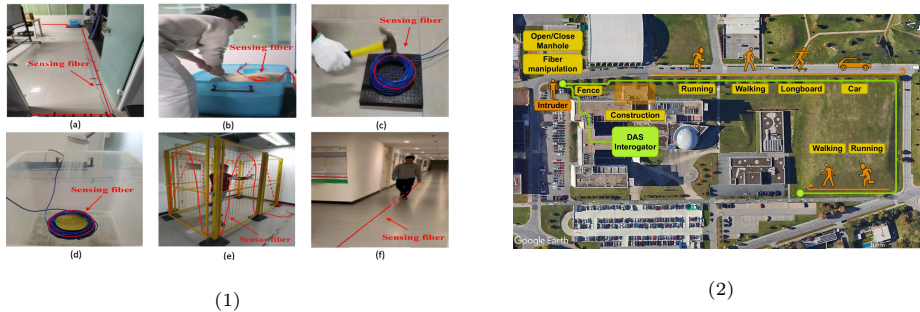 Sensing fiber
(a)
Sensing fiber
(b)
Sensing fiber
(c)
Sensing fiber
(d)
Sensor fiber
(e)
Sensing fiber
(f)
(1)
Open/Close
Manhole
Fiber
manipulation
Fence
Intruder
Construction
DAS
Interogator
Running
Walking
Longboard
Car
Walking
Running
Google Earth
(2)